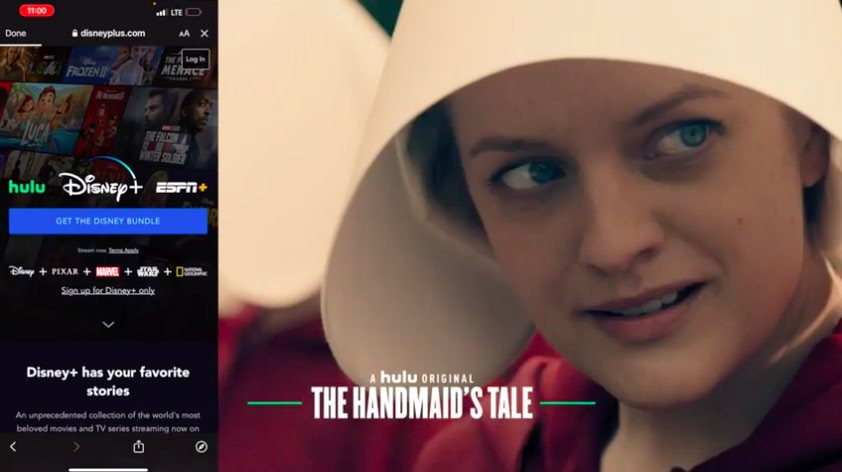 11:00
LTE
Done
disneyplus.com
AA
Log In
FROZEN II
MENACE
LUCA
THE FALCON
WINTER SOLDIER
hulu Disney+ ESPN+
GET THE DISNEY BUNDLE
Stream now. Terms Apply
Disney + PIXAR + MARVEL + STAR WARS + NATIONAL GEOGRAPHIC
Sign up for Disney+ only
Disney+ has your favorite
stories
An unprecedented collection of the world's most
beloved movies and TV series streaming now on
A hulu ORIGINAL
THE HANDMAID'S TALE